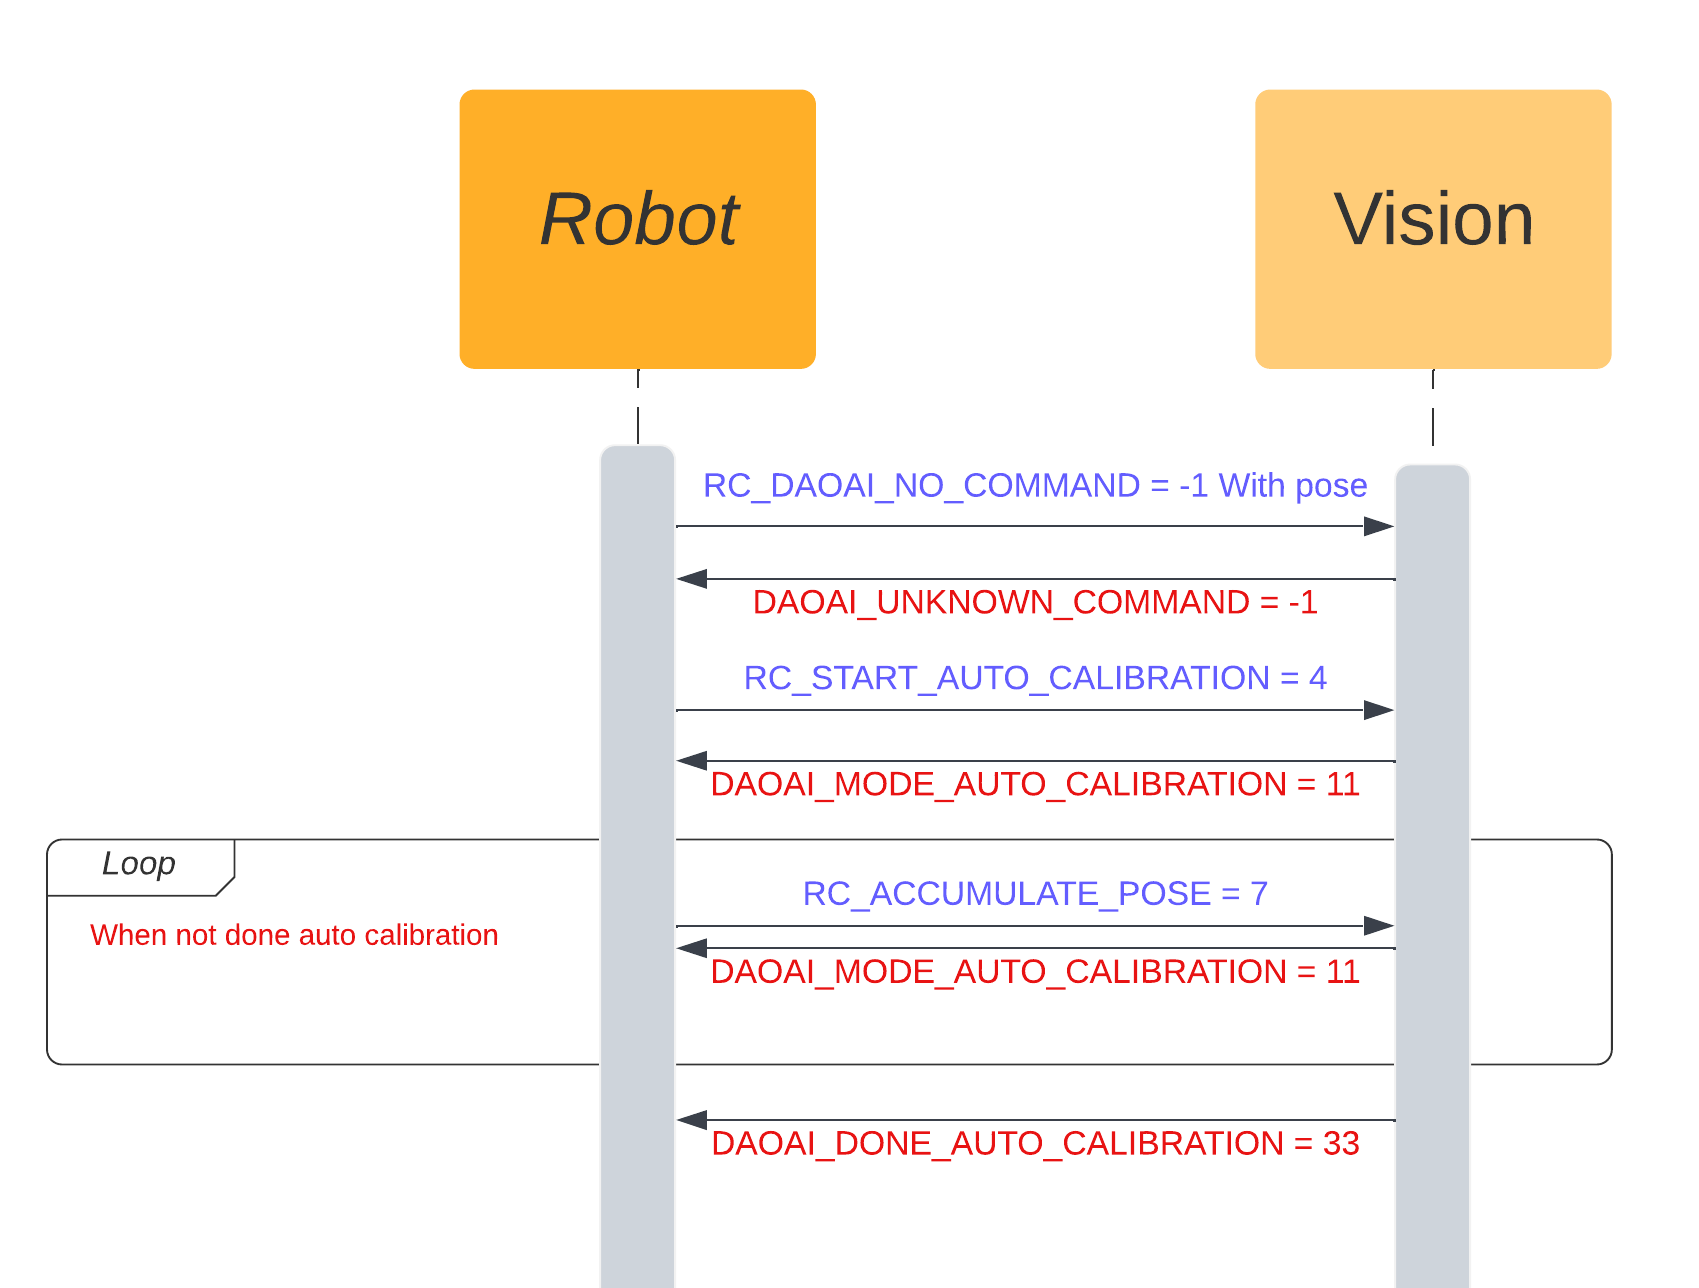 Robot
Vision
RC_DAOAI_NO_COMMAND = -1 With pose
DAOAI_UNKNOWN_COMMAND = -1
RC_START_AUTO_CALIBRATION = 4
DAOAI_MODE_AUTO_CALIBRATION = 11
Loop
RC_ACCUMULATE_POSE = 7
When not done auto calibration
DAOAI_MODE_AUTO_CALIBRATION = 11
DAOAI_DONE_AUTO_CALIBRATION = 33